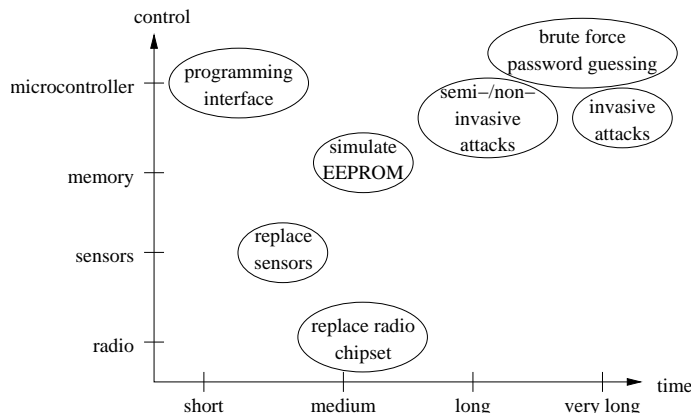 control
brute force
password guessing
programming
interface
microcontroller
semi–/non–
invasive
attacks
invasive
attacks
simulate
EEPROM
memory
replace
sensors
sensors
replace radio
chipset
radio
time
short
medium
long
very long